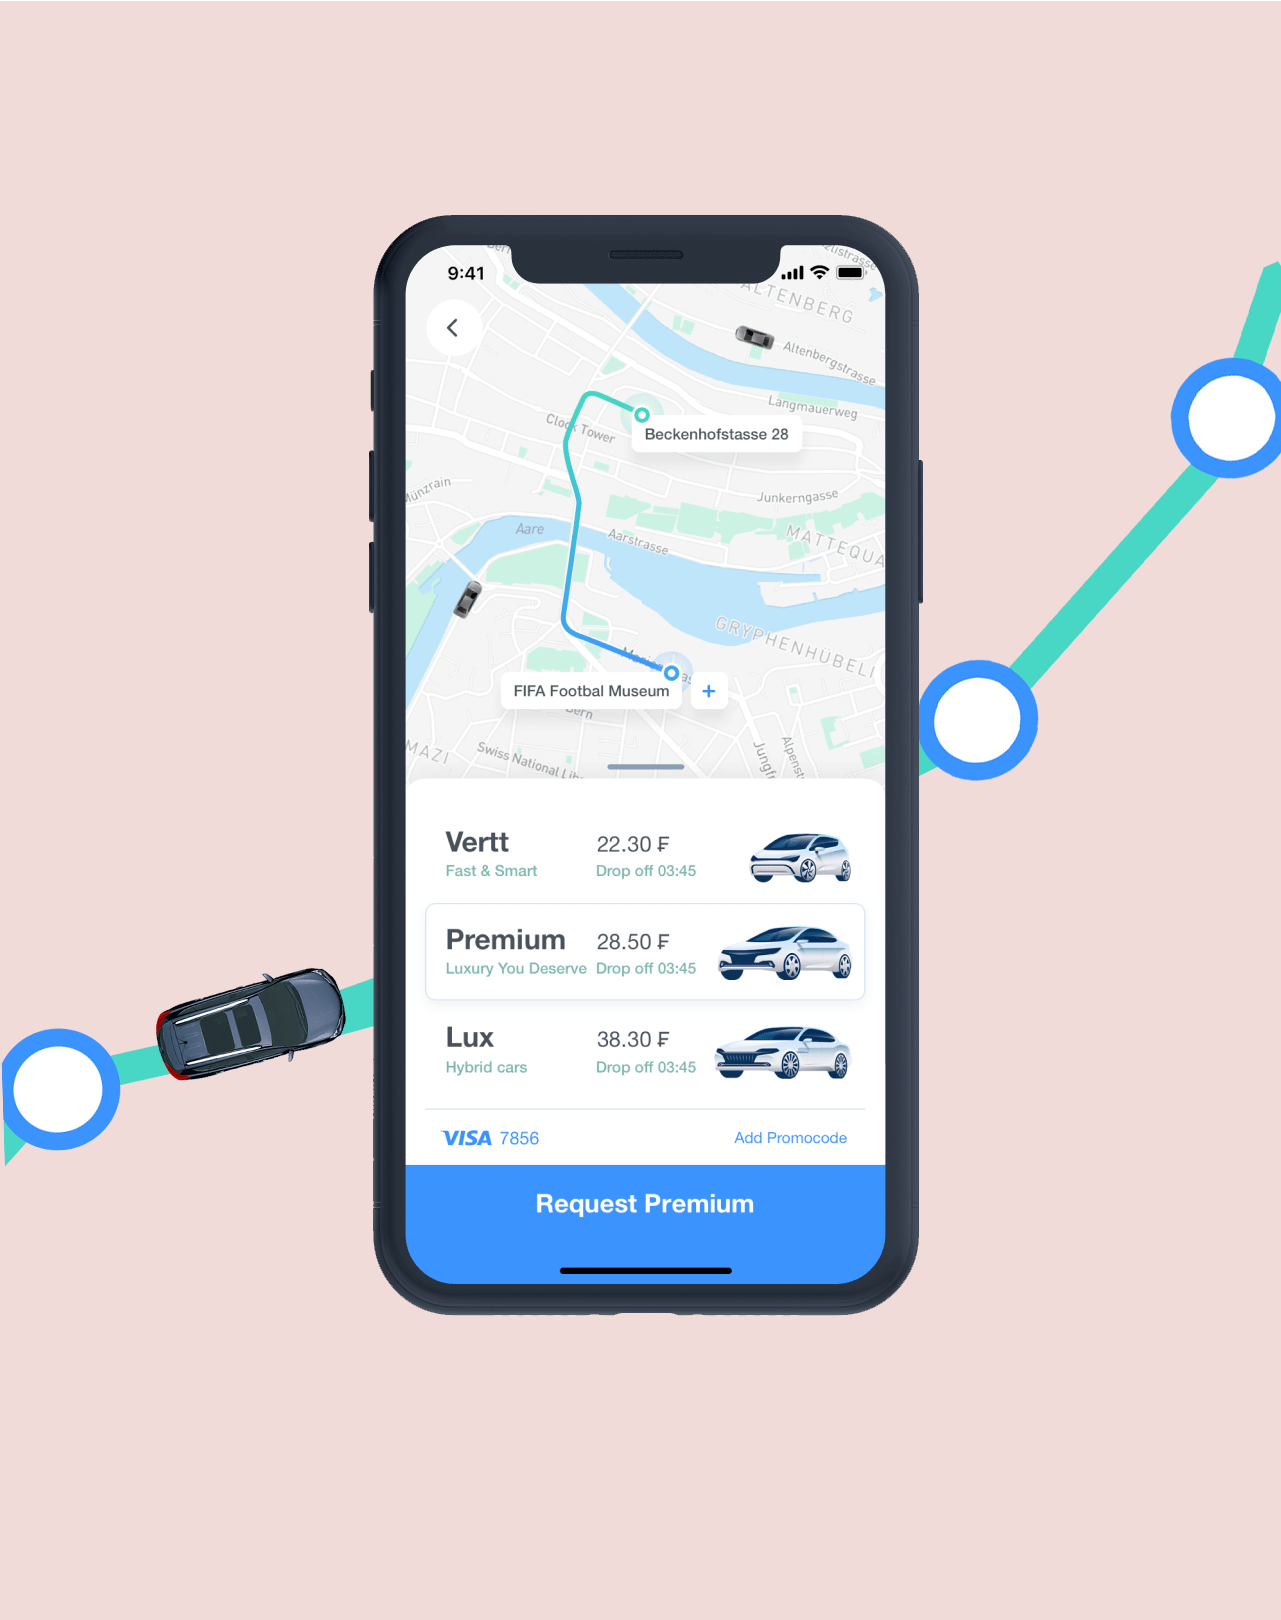 9:41
ALTENBERG
Altenbergstrasse
Langmauerweg
Clock Tower
Beckenhofstasse 28
Junkerngasse
Aare
Aarstrasse
MATTEQUA
GRYPHENHUBELI
FIFA Footbal Museum +
Bern
MAZI
Swiss National Lib
Jungfr
Alpenst
Vertt 22.30 ₣
Fast & Smart Drop off 03:45
Premium 28.50 ₣
Luxury You Deserve Drop off 03:45
Lux 38.30 ₣
Hybrid cars Drop off 03:45
VISA 7856 Add Promocode
Request Premium